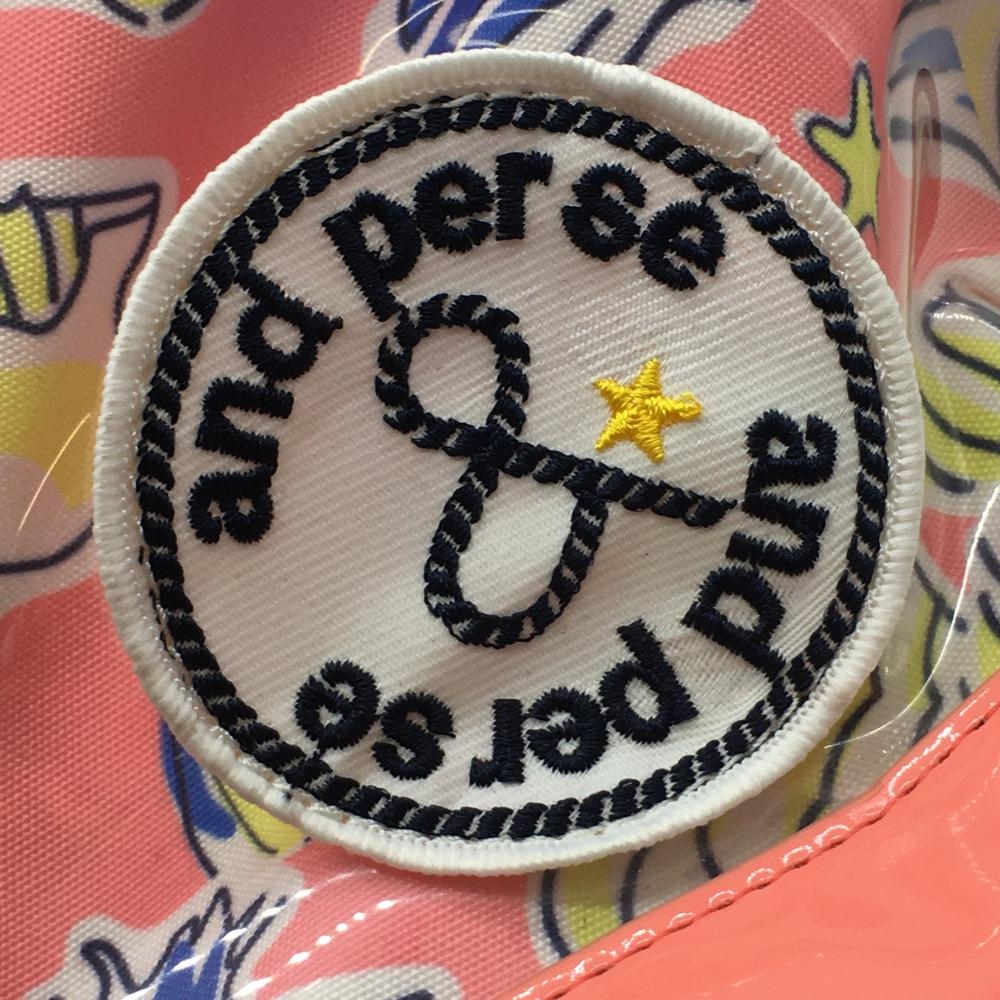 and per se
&
and per se